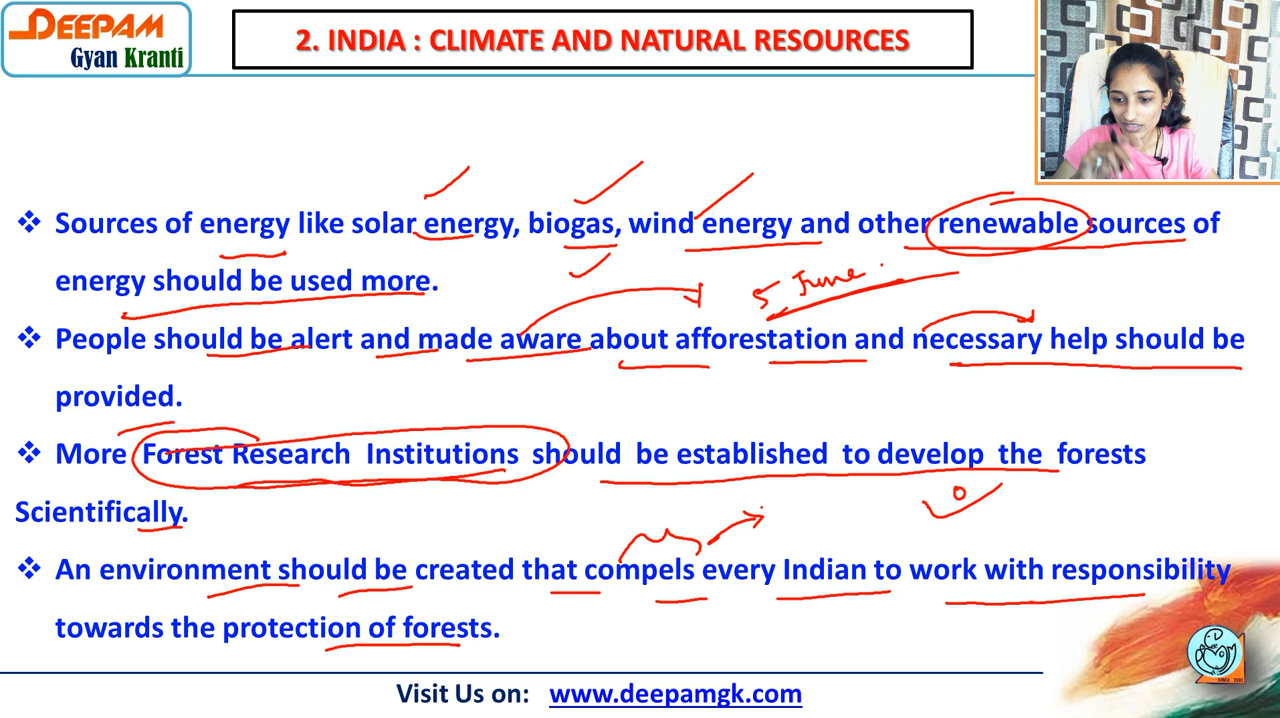 DEEPAM
Gyan Kranti
2. INDIA : CLIMATE AND NATURAL RESOURCES
❖ Sources of energy like solar energy, biogas, wind energy and other renewable sources of
energy should be used more.
5 June
❖ People should be alert and made aware about afforestation and necessary help should be
provided.
❖ More Forest Research Institutions should be established to develop the forests
Scientifically.
❖ An environment should be created that compels every Indian to work with responsibility
towards the protection of forests.
SINCE 2001
Visit Us on: www.deepamgk.com